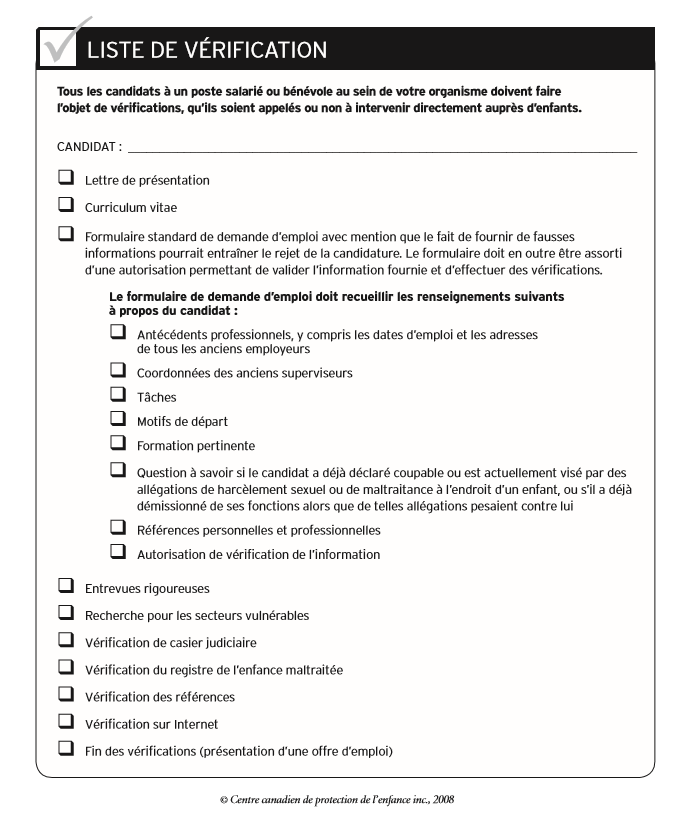 LISTE DE VÉRIFICATION
Tous les candidats à un poste salarié ou bénévole au sein de votre organisme doivent faire
l'objet de vérifications, qu'ils soient appelés ou non à intervenir directement auprès d'enfants.
CANDIDAT :
Lettre de présentation
Curriculum vitae
Formulaire standard de demande d'emploi avec mention que le fait de fournir de fausses
informations pourrait entraîner le rejet de la candidature. Le formulaire doit en outre être assorti
d'une autorisation permettant de valider l'information fournie et d'effectuer des vérifications.
Le formulaire de demande d'emploi doit recueillir les renseignements suivants
à propos du candidat :
Antécédents professionnels, y compris les dates d'emploi et les adresses
de tous les anciens employeurs
Coordonnées des anciens superviseurs
Tâches
Motifs de départ
Formation pertinente
Question à savoir si le candidat a déjà déclaré coupable ou est actuellement visé par des
allégations de harcèlement sexuel ou de maltraitance à l'endroit d'un enfant, ou s'il a déjà
démissionné de ses fonctions alors que de telles allégations pesaient contre lui
Références personnelles et professionnelles
Autorisation de vérification de l'information
Entrevues rigoureuses
Recherche pour les secteurs vulnérables
Vérification de casier judiciaire
Vérification du registre de l'enfance maltraitée
Vérification des références
Vérification sur Internet
Fin des vérifications (présentation d'une offre d'emploi)
© Centre canadien de protection de l'enfance inc., 2008